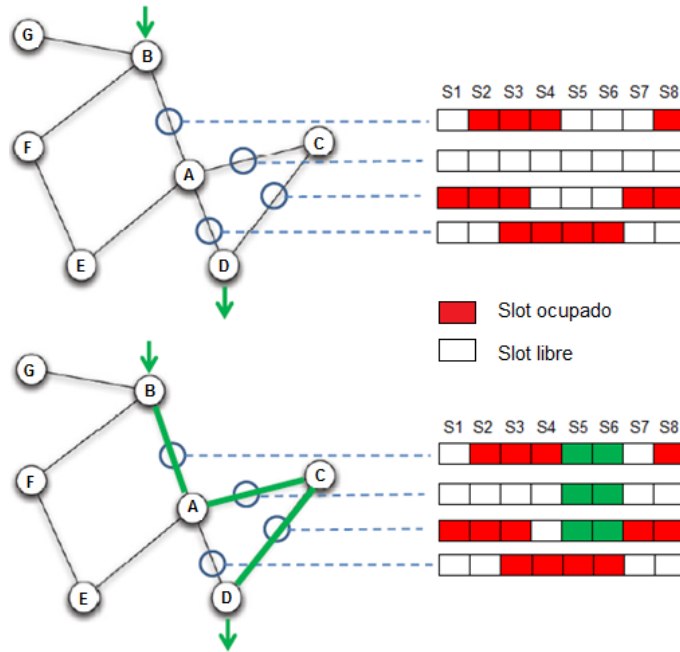 G
B
S1 S2 S3 S4 S5 S6 S7 S8
F
C
A
E
D
Slot ocupado
Slot libre
G
B
S1 S2 S3 S4 S5 S6 S7 S8
F
C
A
E
D